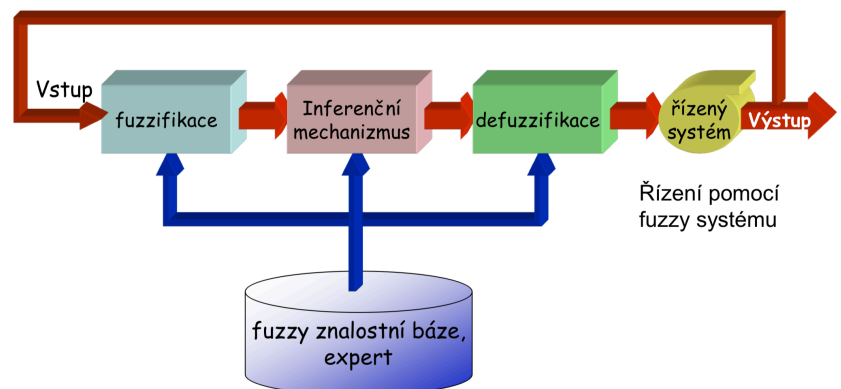 Vstup
fuzzifikace
Inferenční
mechanizmus
defuzzifikace
řízený
systém
Výstup
Řízení pomocí
fuzzy systému
fuzzy znalostní báze,
expert